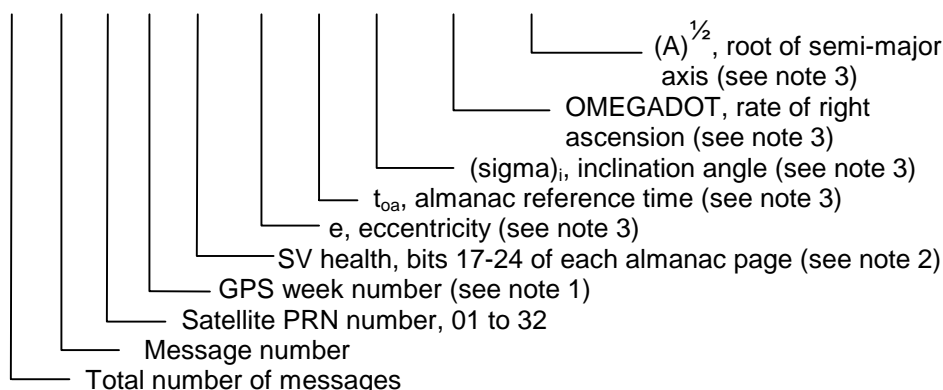 (A)½, root of semi-major
axis (see note 3)
OMEGADOT, rate of right
ascension (see note 3)
(sigma)i, inclination angle (see note 3)
toa, almanac reference time (see note 3)
e, eccentricity (see note 3)
SV health, bits 17-24 of each almanac page (see note 2)
GPS week number (see note 1)
Satellite PRN number, 01 to 32
Message number
Total number of messages